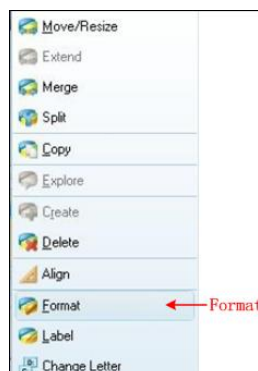 Move/Resize
Extend
Merge
Split
Copy
Explore
Create
Delete
Align
Format Format
Label
Change Letter